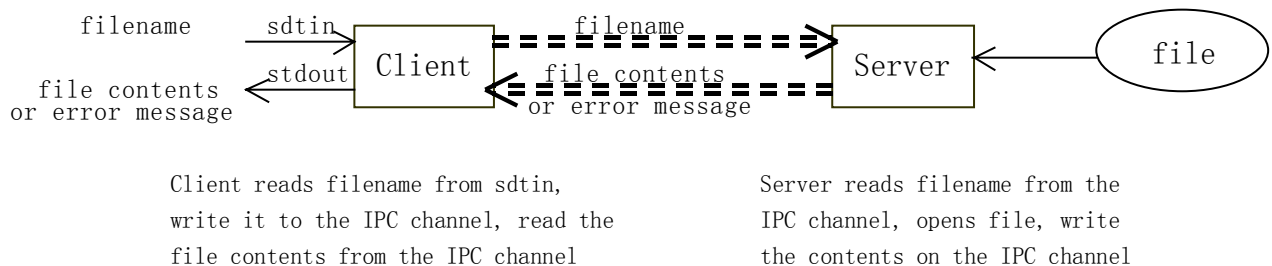 filename
sdtin
filename
Client
Server
file
stdout
file contents
or error message
file contents
or error message
Client reads filename from sdtin,
write it to the IPC channel, read the
file contents from the IPC channel
Server reads filename from the
IPC channel, opens file, write
the contents on the IPC channel